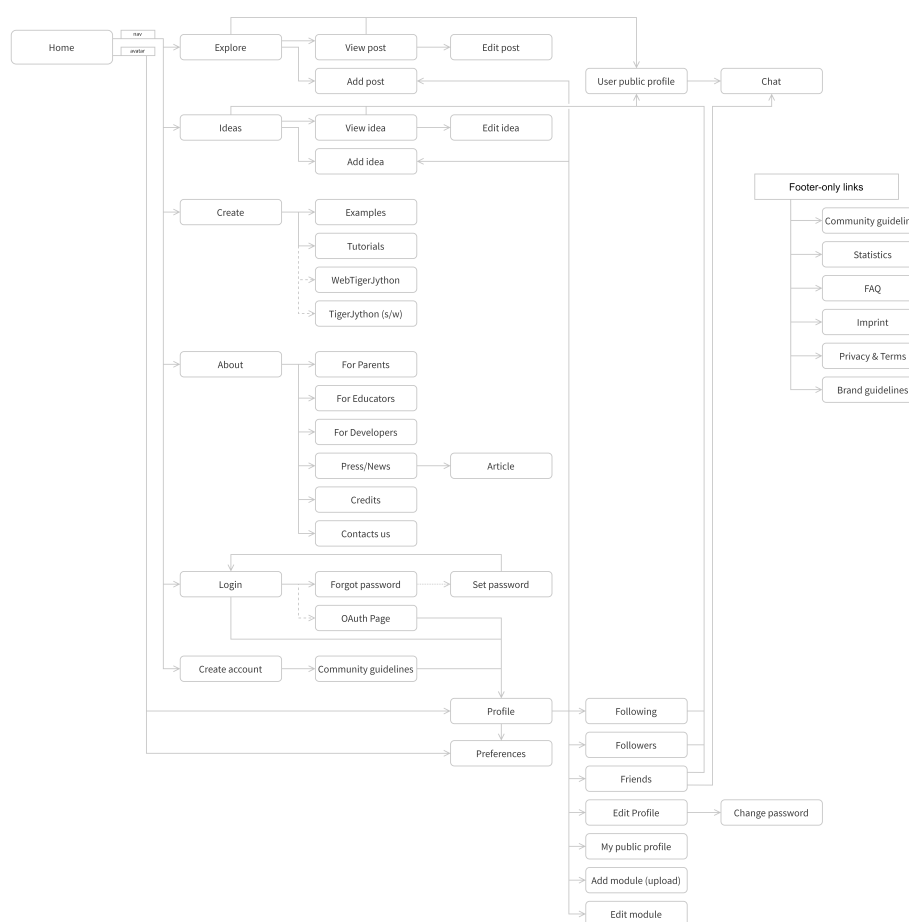 Home
nav
avatar
Explore
View post
Edit post
Add post
User public profile
Chat
Ideas
View idea
Edit idea
Add idea
Footer-only links
Create
Examples
Tutorials
WebTigerJython
TigerJython (s/w)
Statistics
FAQ
Imprint
Privacy & Terms
Brand guidelines
About
For Parents
For Educators
For Developers
Press/News
Article
Credits
Contacts us
Login
Forgot password
Set password
OAuth Page
Create account
Community guidelines
Profile
Preferences
Following
Followers
Friends
Edit Profile
Change password
My public profile
Add module (upload)
Edit module
Community